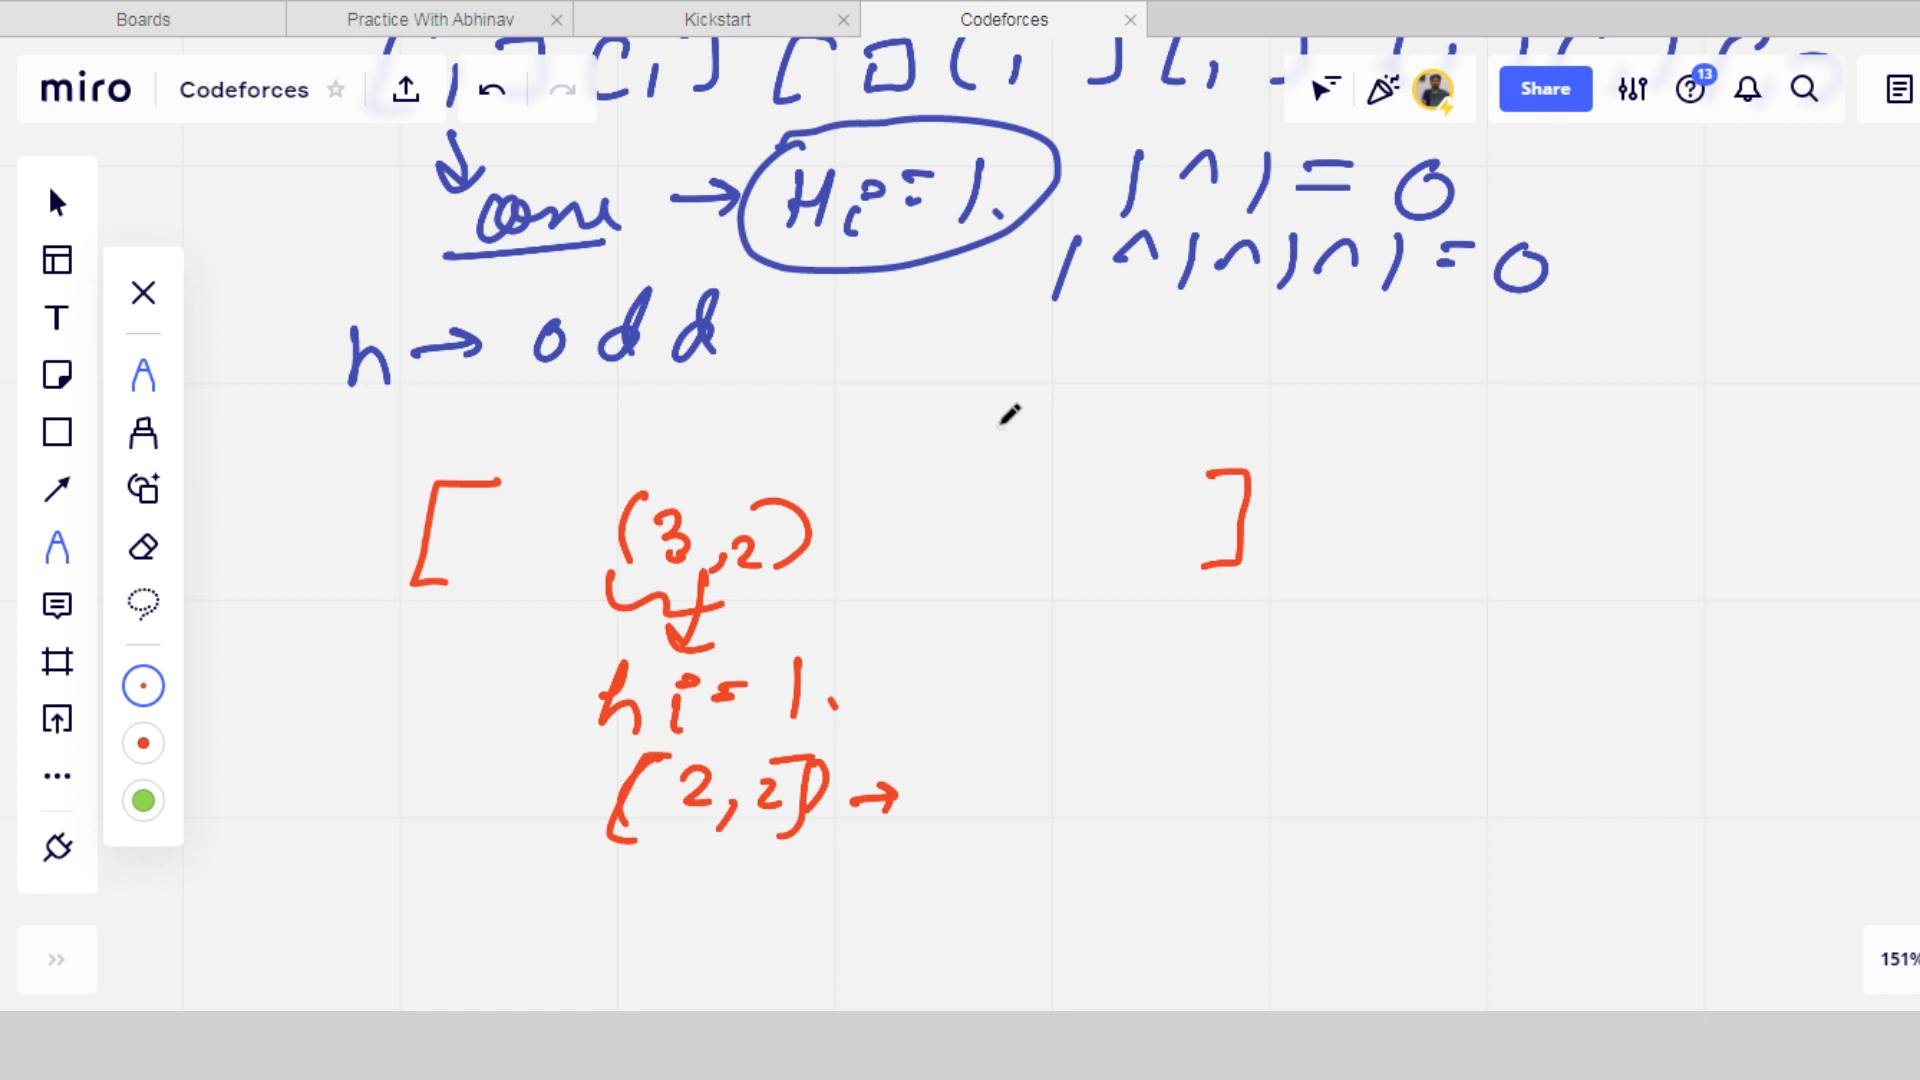 Boards Practice With Abhinav Kickstart Codeforces
miro Codeforces Share 13
→ Hi = 1. 1 ^ 1 = 0
1 ^ 1 ^ 1 ^ 1 = 0
n → odd
[ (3,2) ]
hi = 1.
[2,2] →
151%